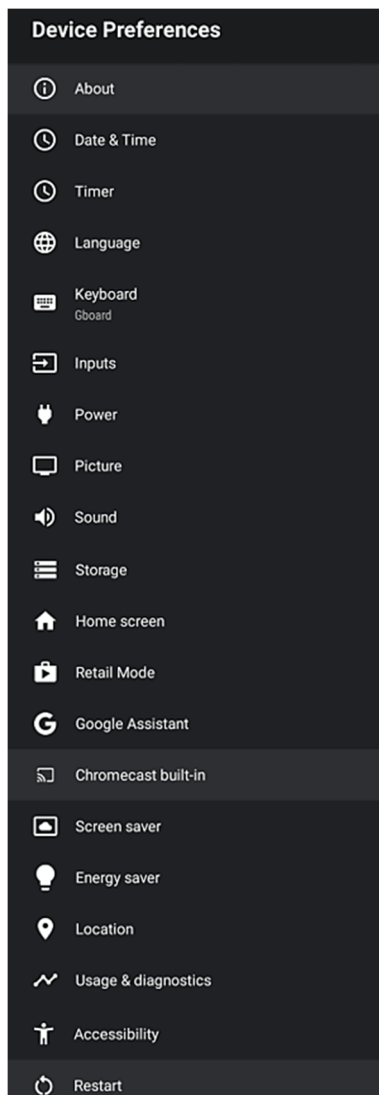 Device Preferences
About
Date & Time
Timer
Language
Keyboard
Gboard
Inputs
Power
Picture
Sound
Storage
Home screen
Retail Mode
Google Assistant
Chromecast built-in
Screen saver
Energy saver
Location
Usage & diagnostics
Accessibility
Restart